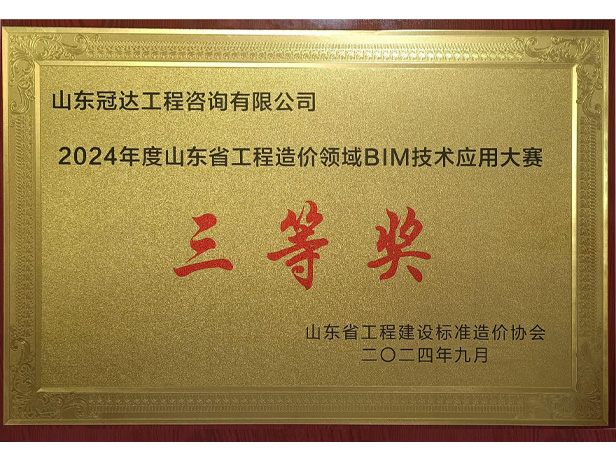 山东冠达工程咨询有限公司
2024年度山东省工程造价领域BIM技术应用大赛
三等奖
山东省工程建设标准造价协会
二〇二四年九月